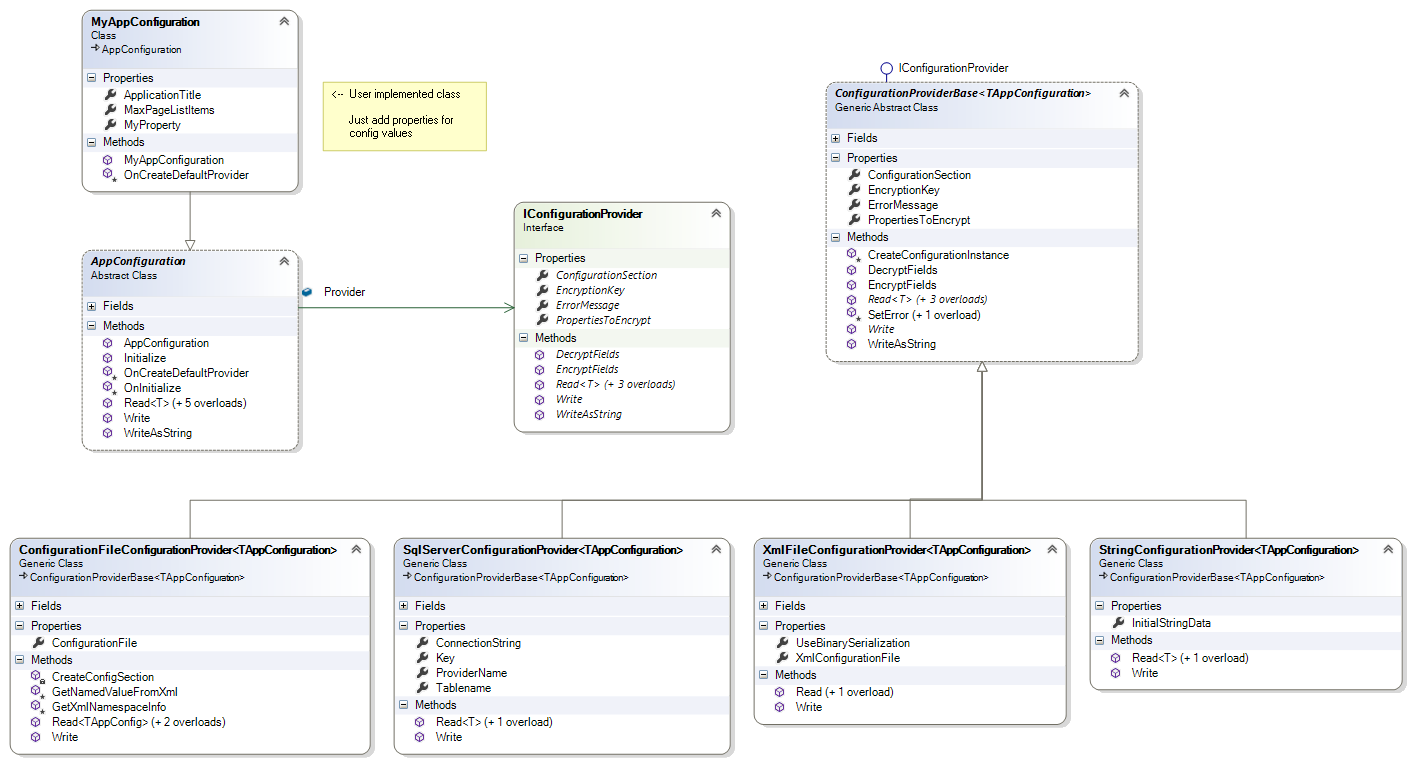 MyAppConfiguration
Class
AppConfiguration
Properties
ApplicationTitle
MaxPageListItems
MyProperty
Methods
MyAppConfiguration
OnCreateDefaultProvider
<-- User implemented class
Just add properties for
config values
AppConfiguration
Abstract Class
Fields
Methods
AppConfiguration
Initialize
OnCreateDefaultProvider
OnInitialize
Read<T> (+ 5 overloads)
Write
WriteAsString
Provider
IConfigurationProvider
Interface
Properties
ConfigurationSection
EncryptionKey
ErrorMessage
PropertiesToEncrypt
Methods
DecryptFields
EncryptFields
Read<T> (+ 3 overloads)
Write
WriteAsString
IConfigurationProvider
ConfigurationProviderBase<TAppConfiguration>
Generic Abstract Class
Fields
Properties
ConfigurationSection
EncryptionKey
ErrorMessage
PropertiesToEncrypt
Methods
CreateConfigurationInstance
DecryptFields
EncryptFields
Read<T> (+ 3 overloads)
SetError (+ 1 overload)
Write
WriteAsString
ConfigurationFileConfigurationProvider<TAppConfiguration>
Generic Class
ConfigurationProviderBase<TAppConfiguration>
Fields
Properties
ConfigurationFile
Methods
CreateConfigSection
GetNamedValueFromXml
GetXmlNamespaceInfo
Read<TAppConfig> (+ 2 overloads)
Write
SqlServerConfigurationProvider<TAppConfiguration>
Generic Class
ConfigurationProviderBase<TAppConfiguration>
Fields
Properties
ConnectionString
Key
ProviderName
Tablename
Methods
Read<T> (+ 1 overload)
Write
XmlFileConfigurationProvider<TAppConfiguration>
Generic Class
ConfigurationProviderBase<TAppConfiguration>
Fields
Properties
UseBinarySerialization
XmlConfigurationFile
Methods
Read (+ 1 overload)
Write
StringConfigurationProvider<TAppConfiguration>
Generic Class
ConfigurationProviderBase<TAppConfiguration>
Properties
InitialStringData
Methods
Read<T> (+ 1 overload)
Write